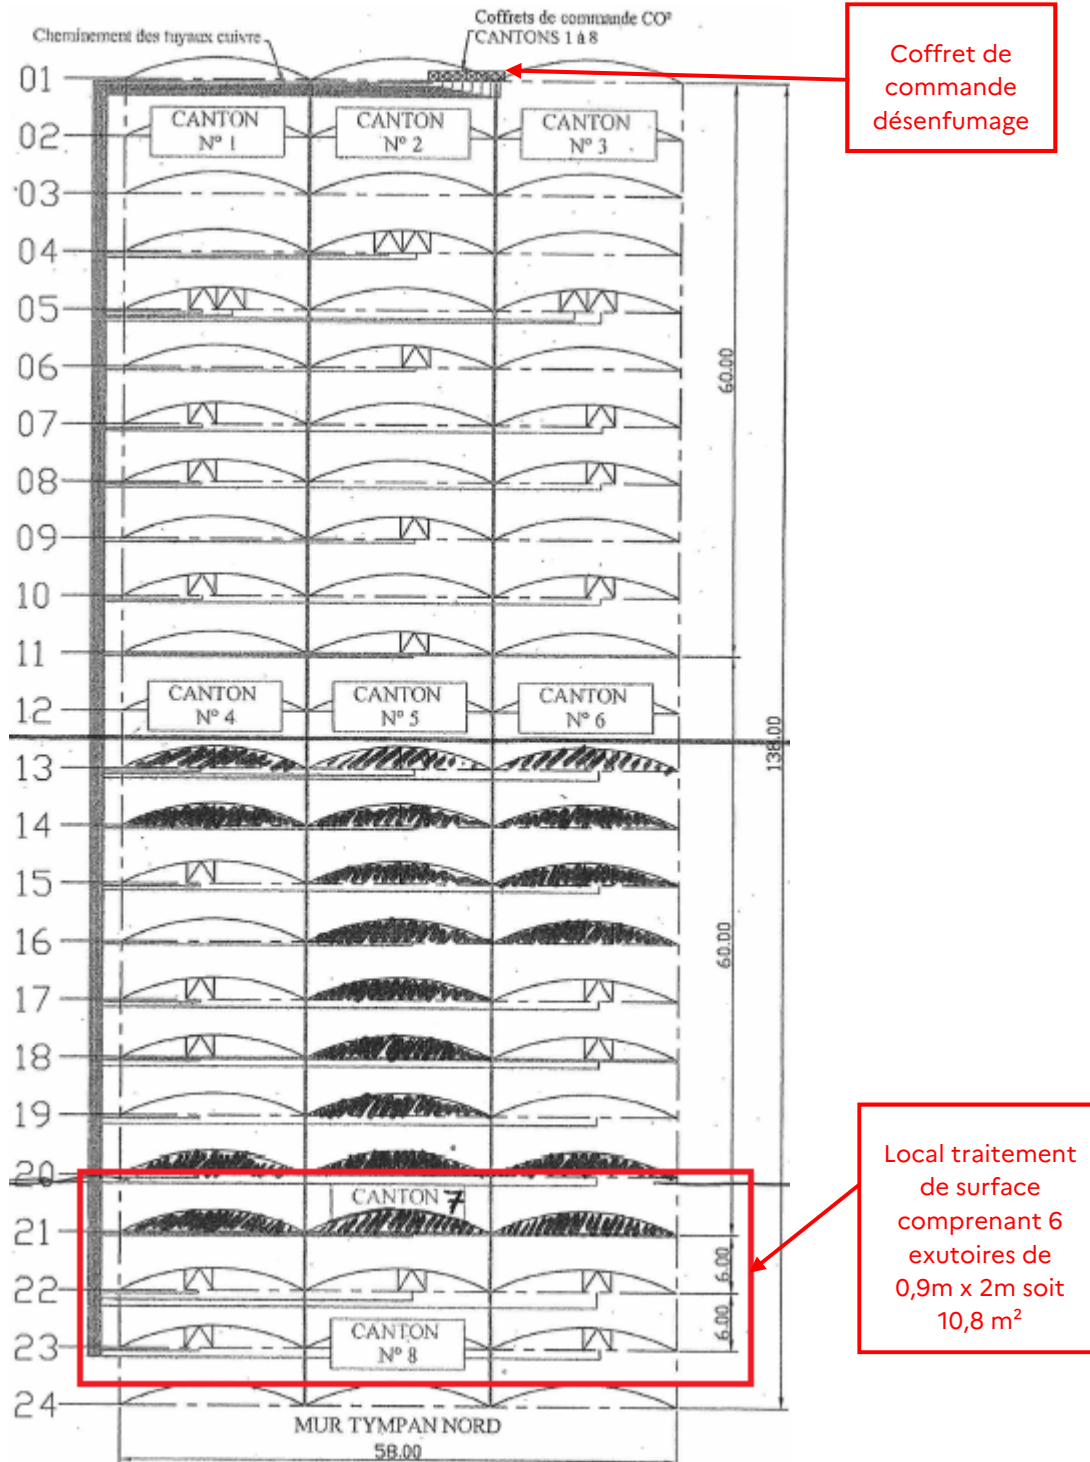 Coffrets de commande CO²
CANTONS 1 à 8
Cheminement des tuyaux cuivre
Coffret de
commande
désenfumage
01
02
CANTON
N° 1
CANTON
N° 2
CANTON
N° 3
03
04
05
06
60.00
07
08
09
10
11
12
CANTON
N° 4
CANTON
N° 5
CANTON
N° 6
138.00
13
14
15
16
60.00
17
18
19
20
Local traitement
de surface
comprenant 6
exutoires de
0,9m x 2m soit
10,8 m²
CANTON 7
21
6.00
22
6.00
23
CANTON
N° 8
24
MUR TYMPAN NORD
58.00